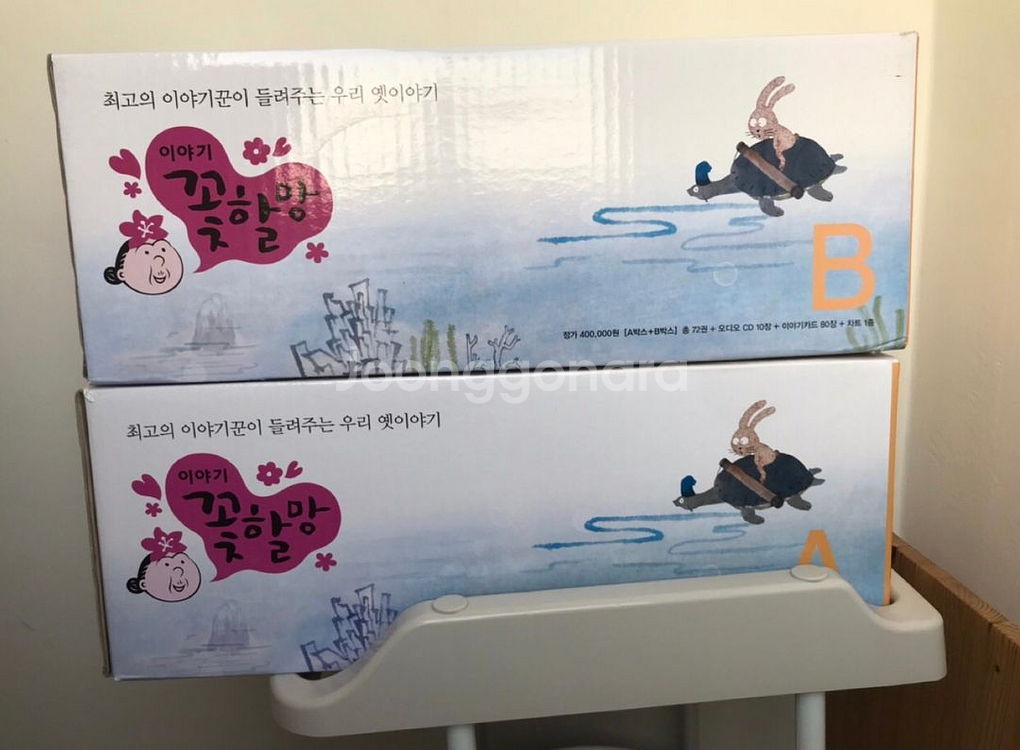 최고의 이야기꾼이 들려주는 우리 옛이야기
이야기
꽃할망
B
정가 400,000원 [A박스+B박스] 총 72권 + 오디오 CD 10장 + 이야기카드 80장 + 차트 1종
Joonggonara
최고의 이야기꾼이 들려주는 우리 옛이야기
이야기
꽃할망
A